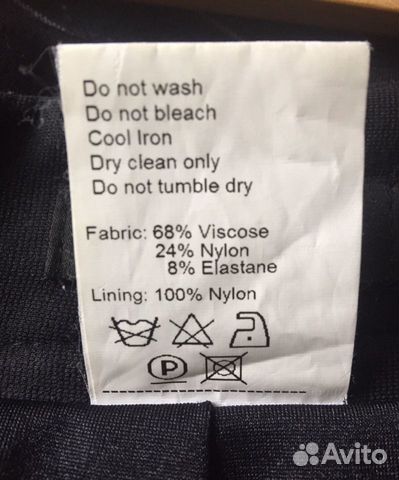 Do not wash
Do not bleach
Cool Iron
Dry clean only
Do not tumble dry
Fabric: 68% Viscose
24% Nylon
8% Elastane
Lining: 100% Nylon
P
Avito